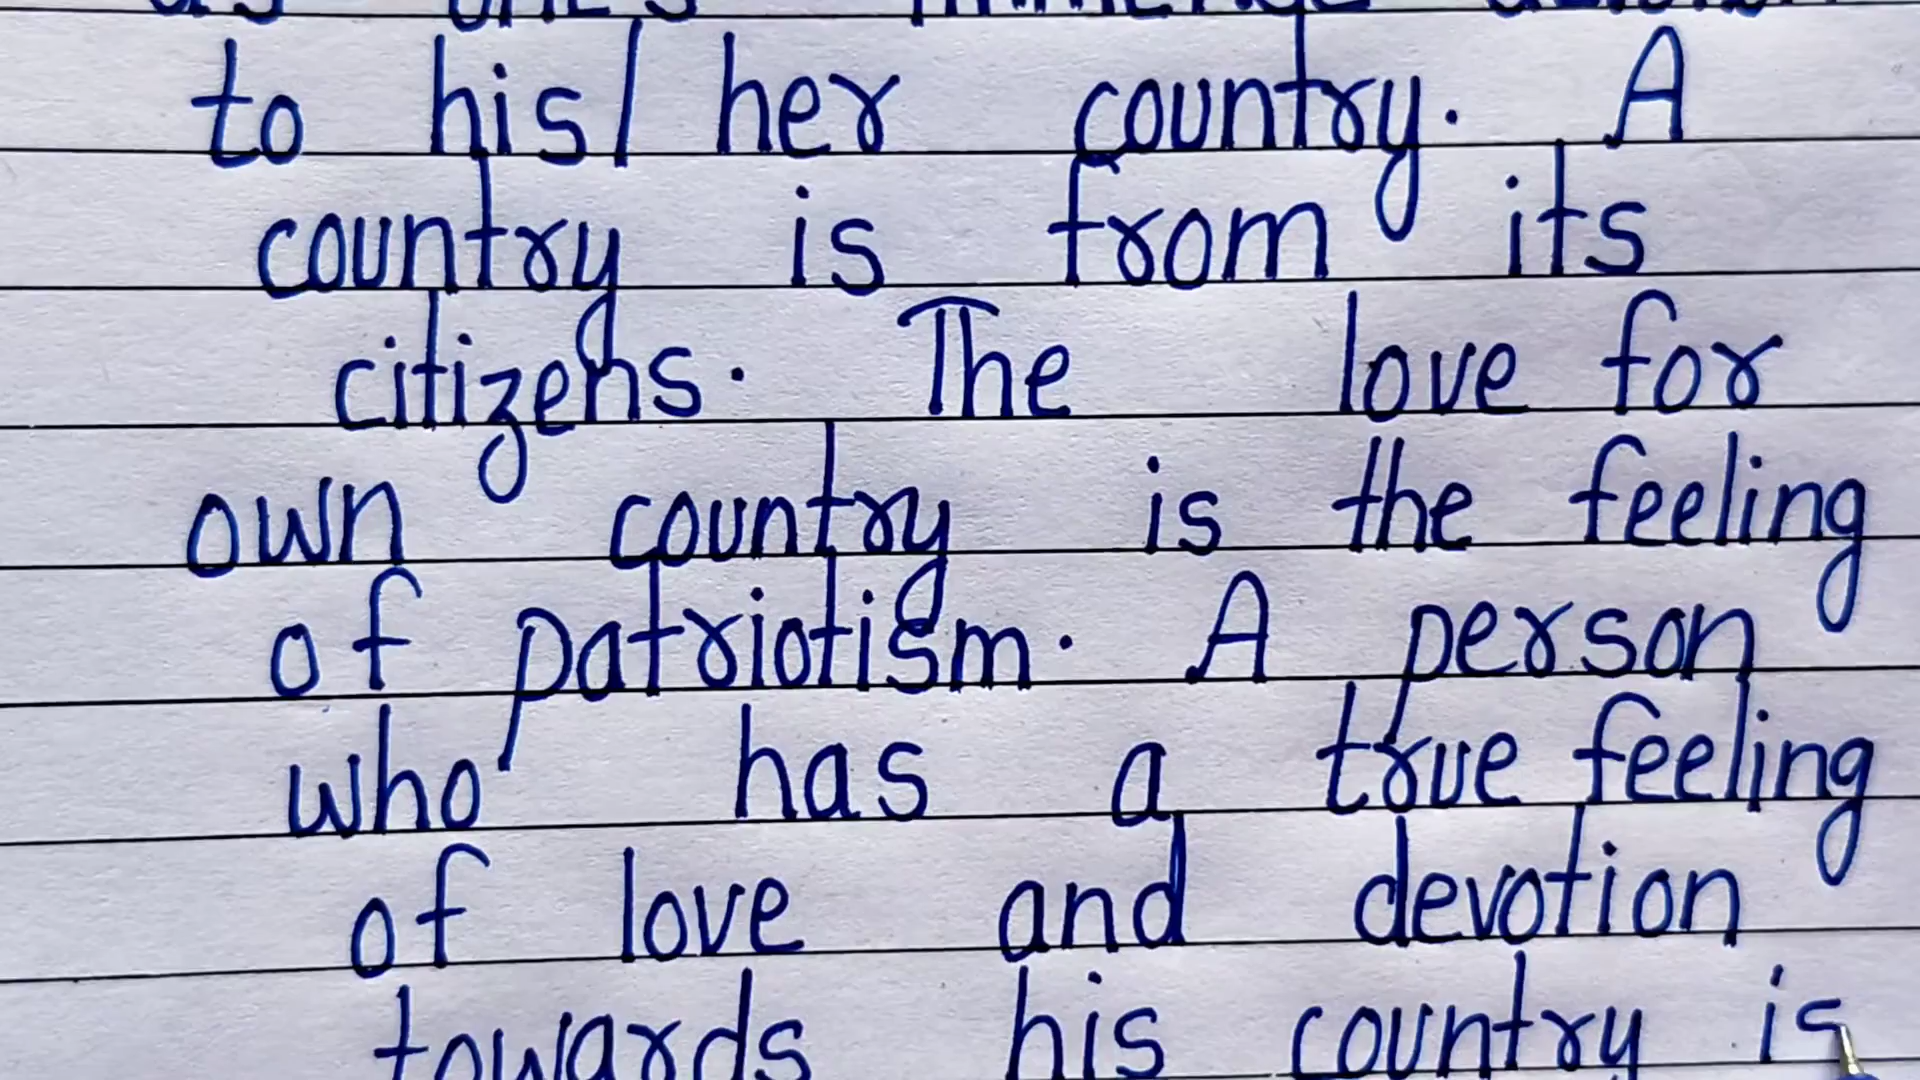 to his/her country. A
country is from its
citizens. The love for
own country is the feeling
of patriotism. A person
who has a true feeling
of love and devotion
towards his country is